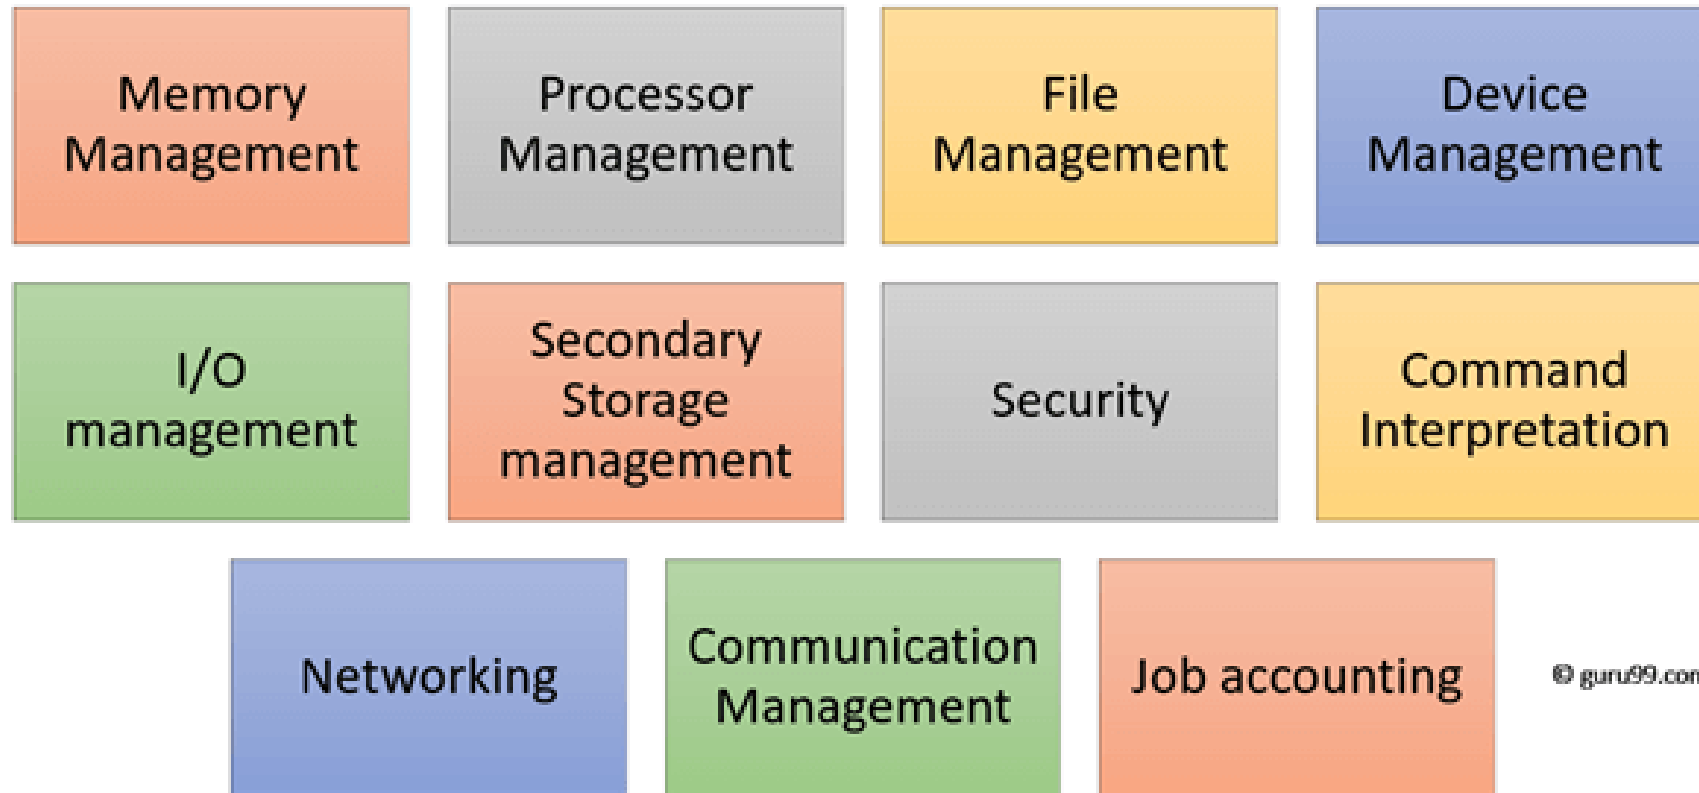 Memory
Management
Processor
Management
File
Management
Device
Management
I/O
management
Secondary
Storage
management
Security
Command
Interpretation
Networking
Communication
Management
Job accounting
© guru99.com